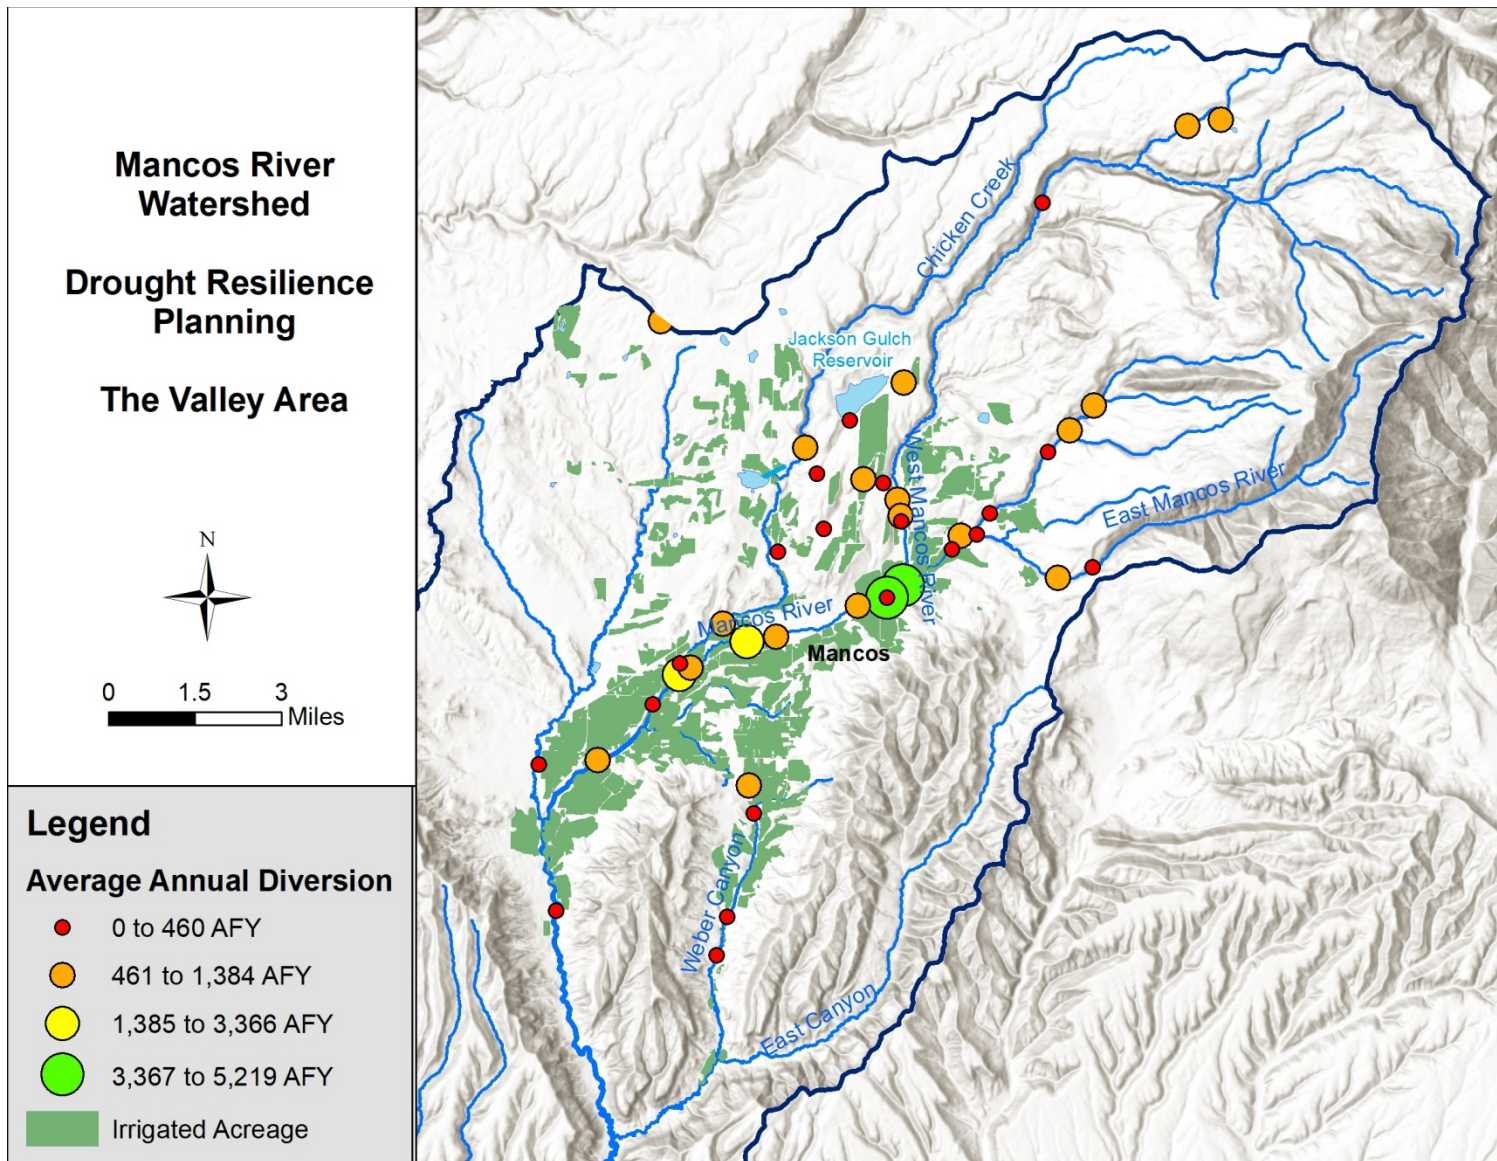 Mancos River
Watershed
Drought Resilience
Planning
The Valley Area
N
0 1.5 3
Miles
Legend
Average Annual Diversion
0 to 460 AFY
461 to 1,384 AFY
1,385 to 3,366 AFY
3,367 to 5,219 AFY
Irrigated Acreage
Chicken Creek
Jackson Gulch
Reservoir
West Mancos River
East Mancos River
Mancos River
Mancos
Weber Canyon
East Canyon